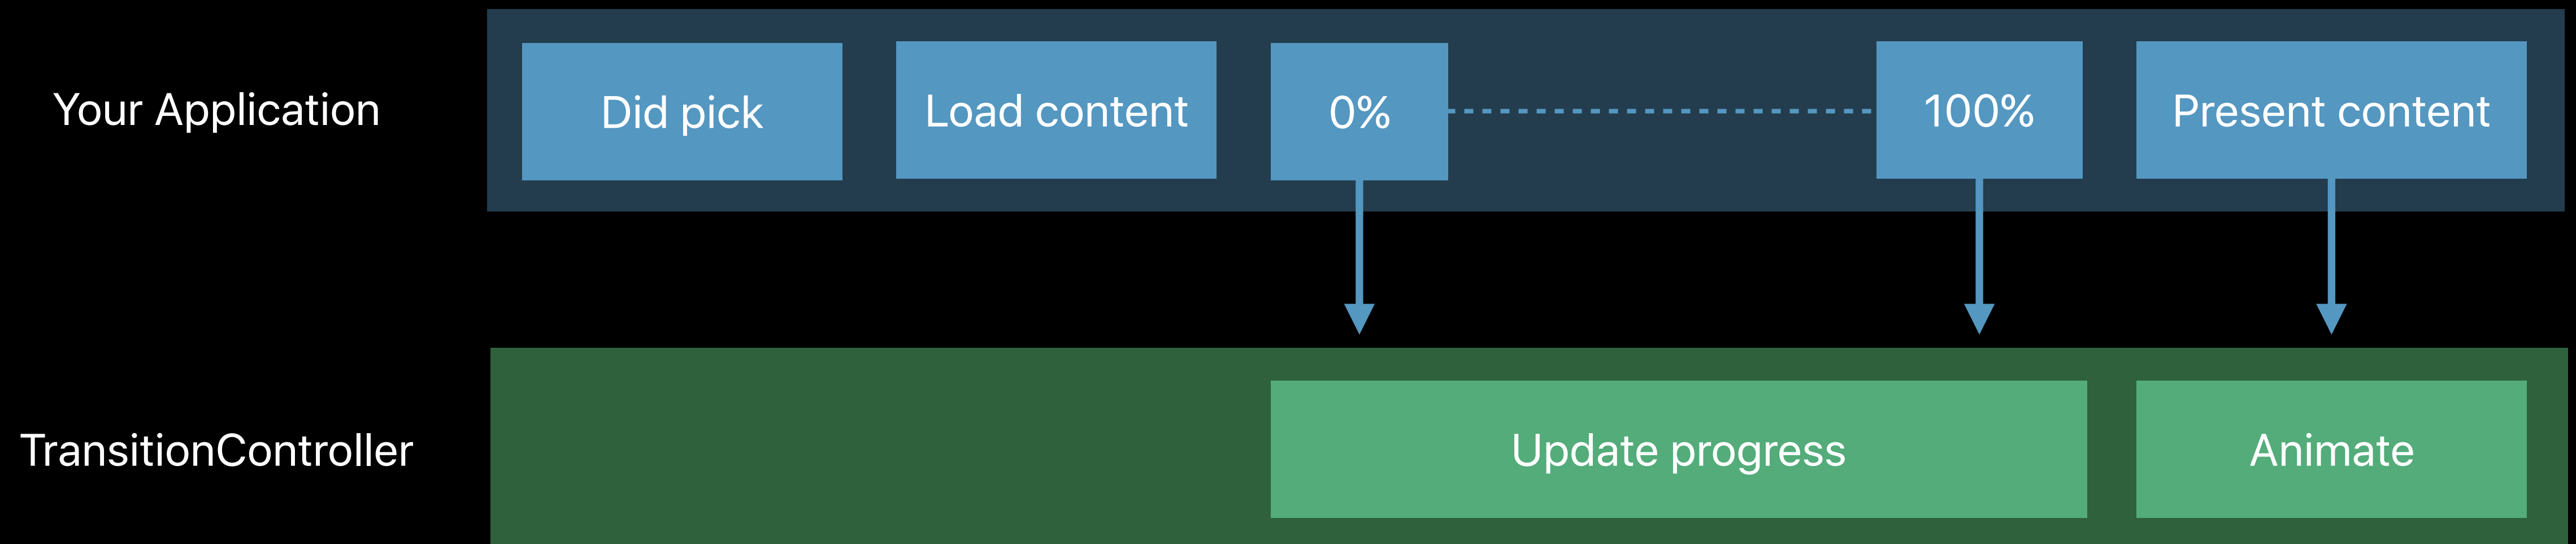 Your Application
Did pick
Load content
0%
100%
Present content
TransitionController
Update progress
Animate